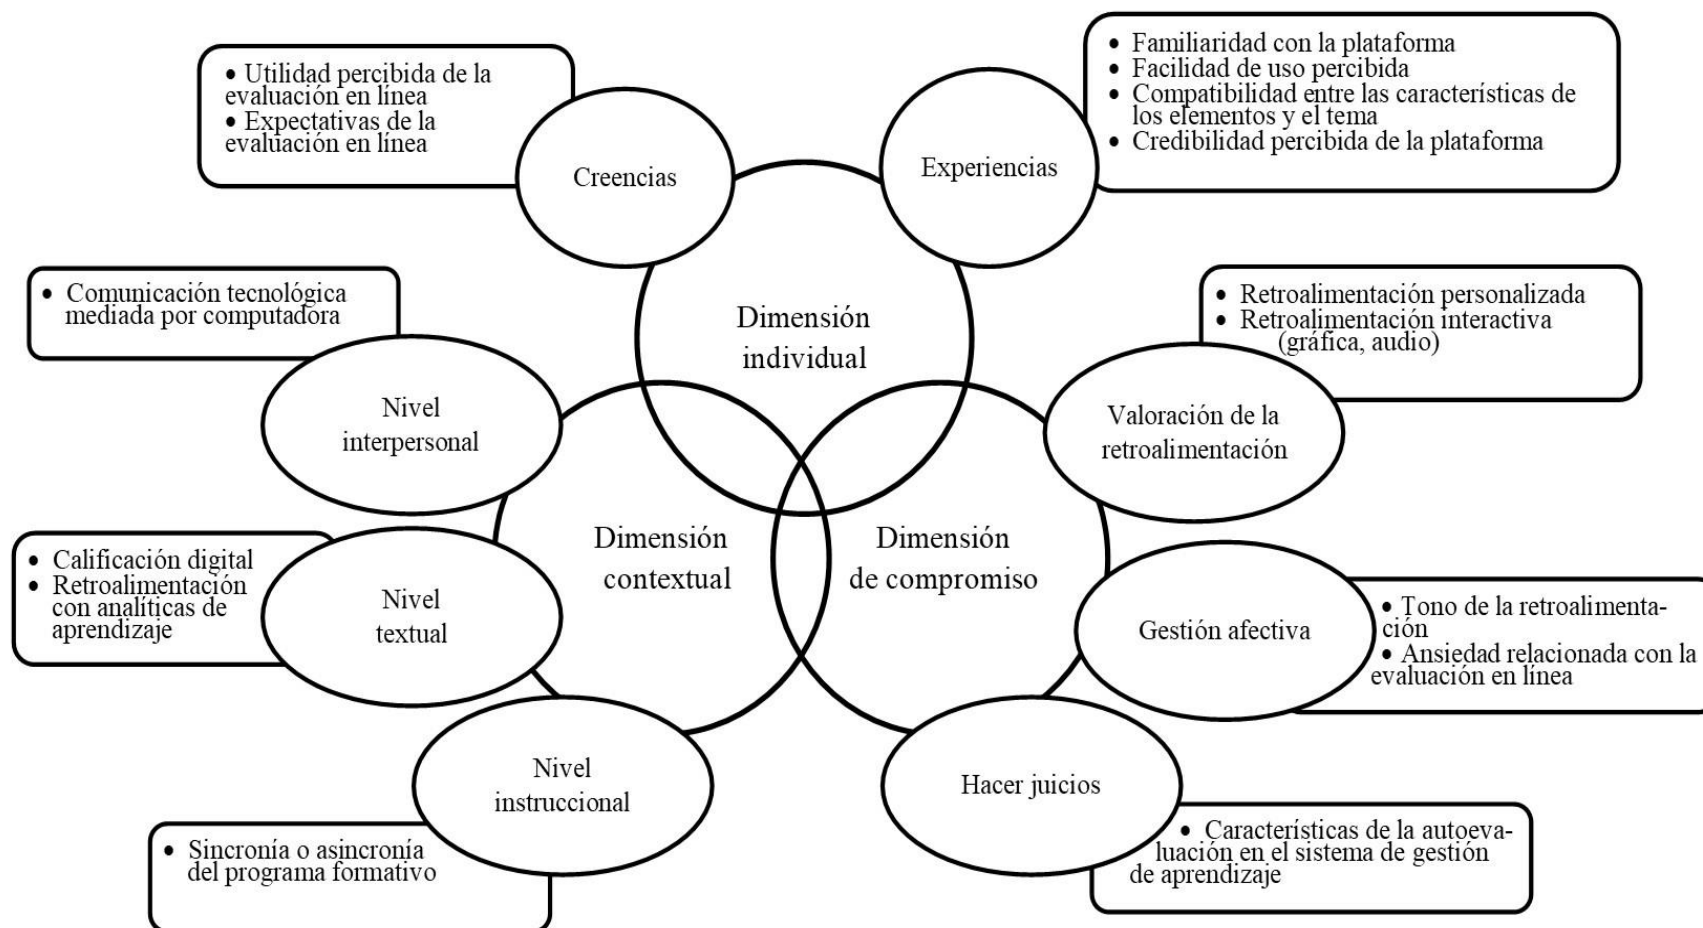 • Utilidad percibida de la
evaluación en línea
• Expectativas de la
evaluación en línea
Creencias
• Familiaridad con la plataforma
• Facilidad de uso percibida
• Compatibilidad entre las características de
los elementos y el tema
• Credibilidad percibida de la plataforma
Experiencias
Dimensión
individual
• Comunicación tecnológica
mediada por computadora
Nivel
interpersonal
• Retroalimentación personalizada
• Retroalimentación interactiva
(gráfica, audio)
Valoración de la
retroalimentación
Dimensión
contextual
Dimensión
de compromiso
• Calificación digital
• Retroalimentación
con analíticas de
aprendizaje
Nivel
textual
Gestión afectiva
• Tono de la retroalimenta-
ción
• Ansiedad relacionada con la
evaluación en línea
Nivel
instruccional
• Sincronía o asincronía
del programa formativo
Hacer juicios
• Características de la autoeva-
luación en el sistema de gestión
de aprendizaje